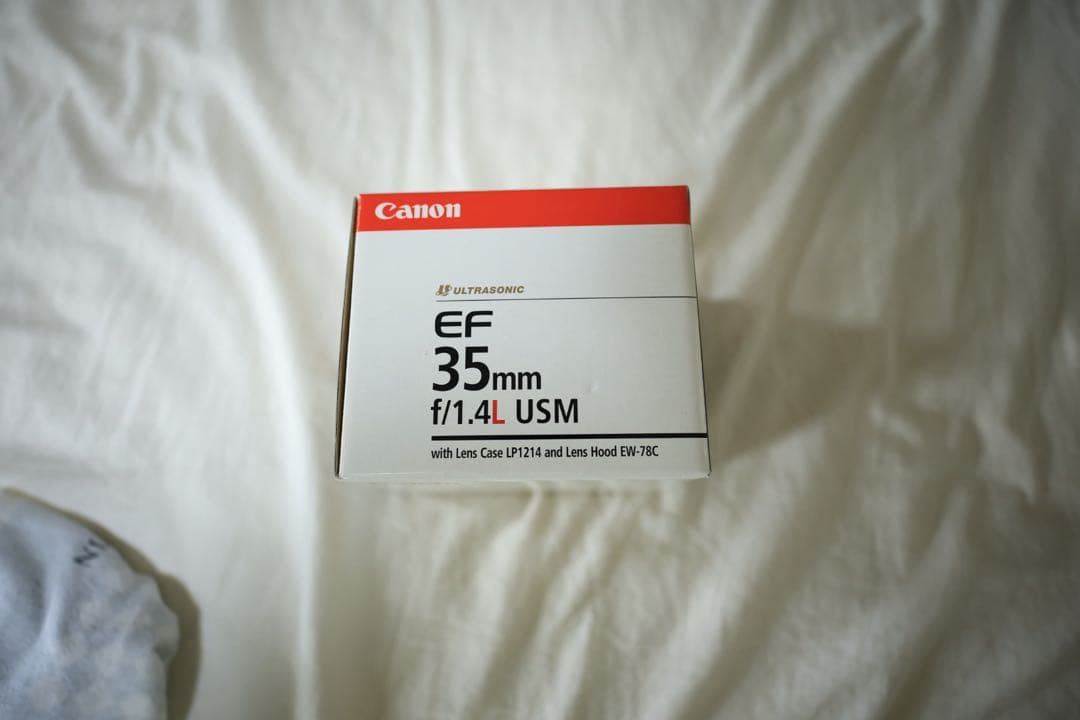 Canon
ULTRASONIC
EF
35mm
f/1.4L USM
with Lens Case LP1214 and Lens Hood EW-78C